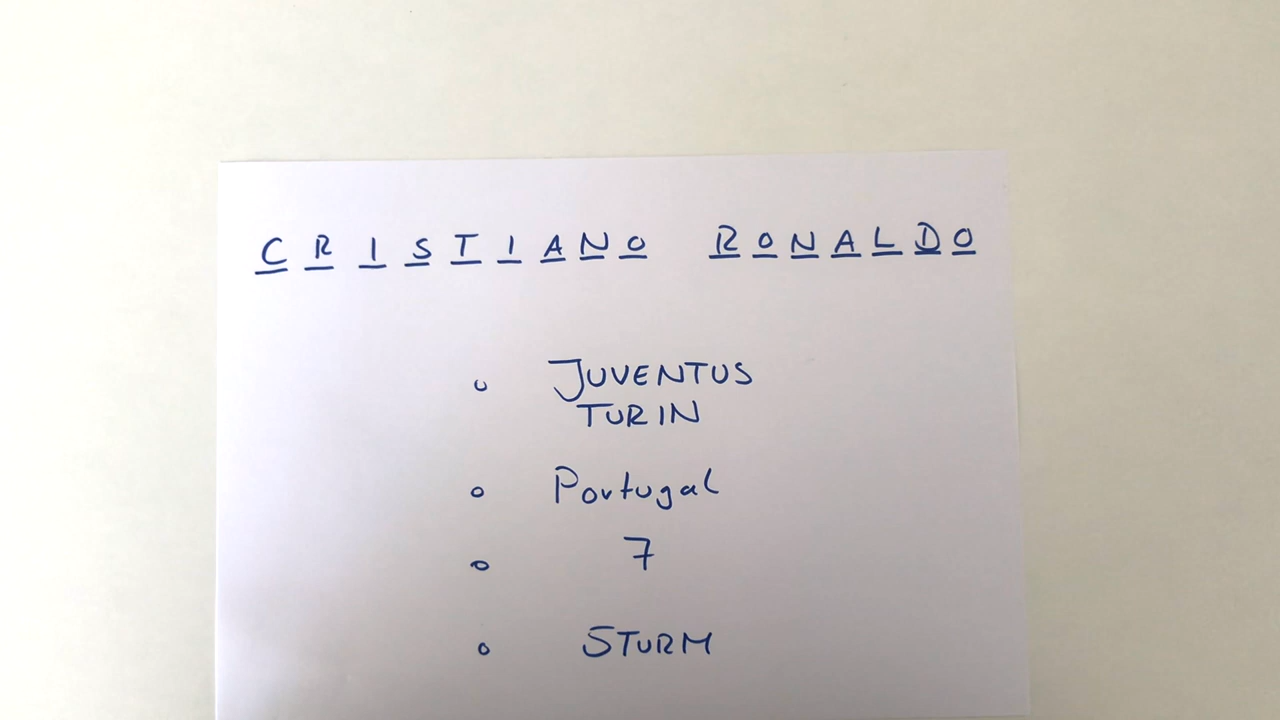 CRISTIANO RONALDO
JUVENTUS
TURIN
Portugal
7
STURM